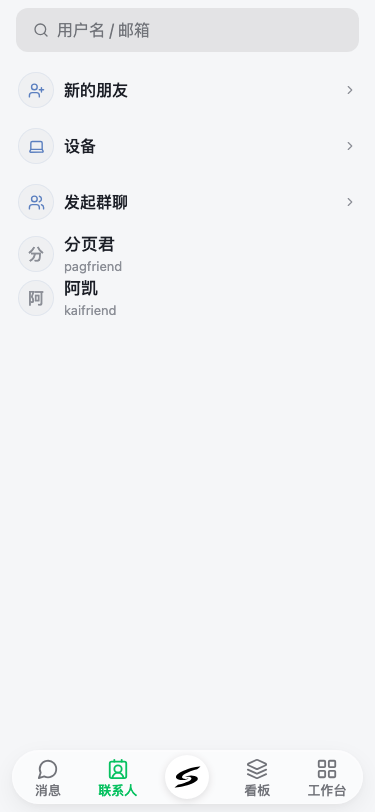 用户名 / 邮箱
新的朋友
设备
发起群聊
分
分页君
pagfriend
阿
阿凯
kaifriend
消息
联系人
看板
工作台